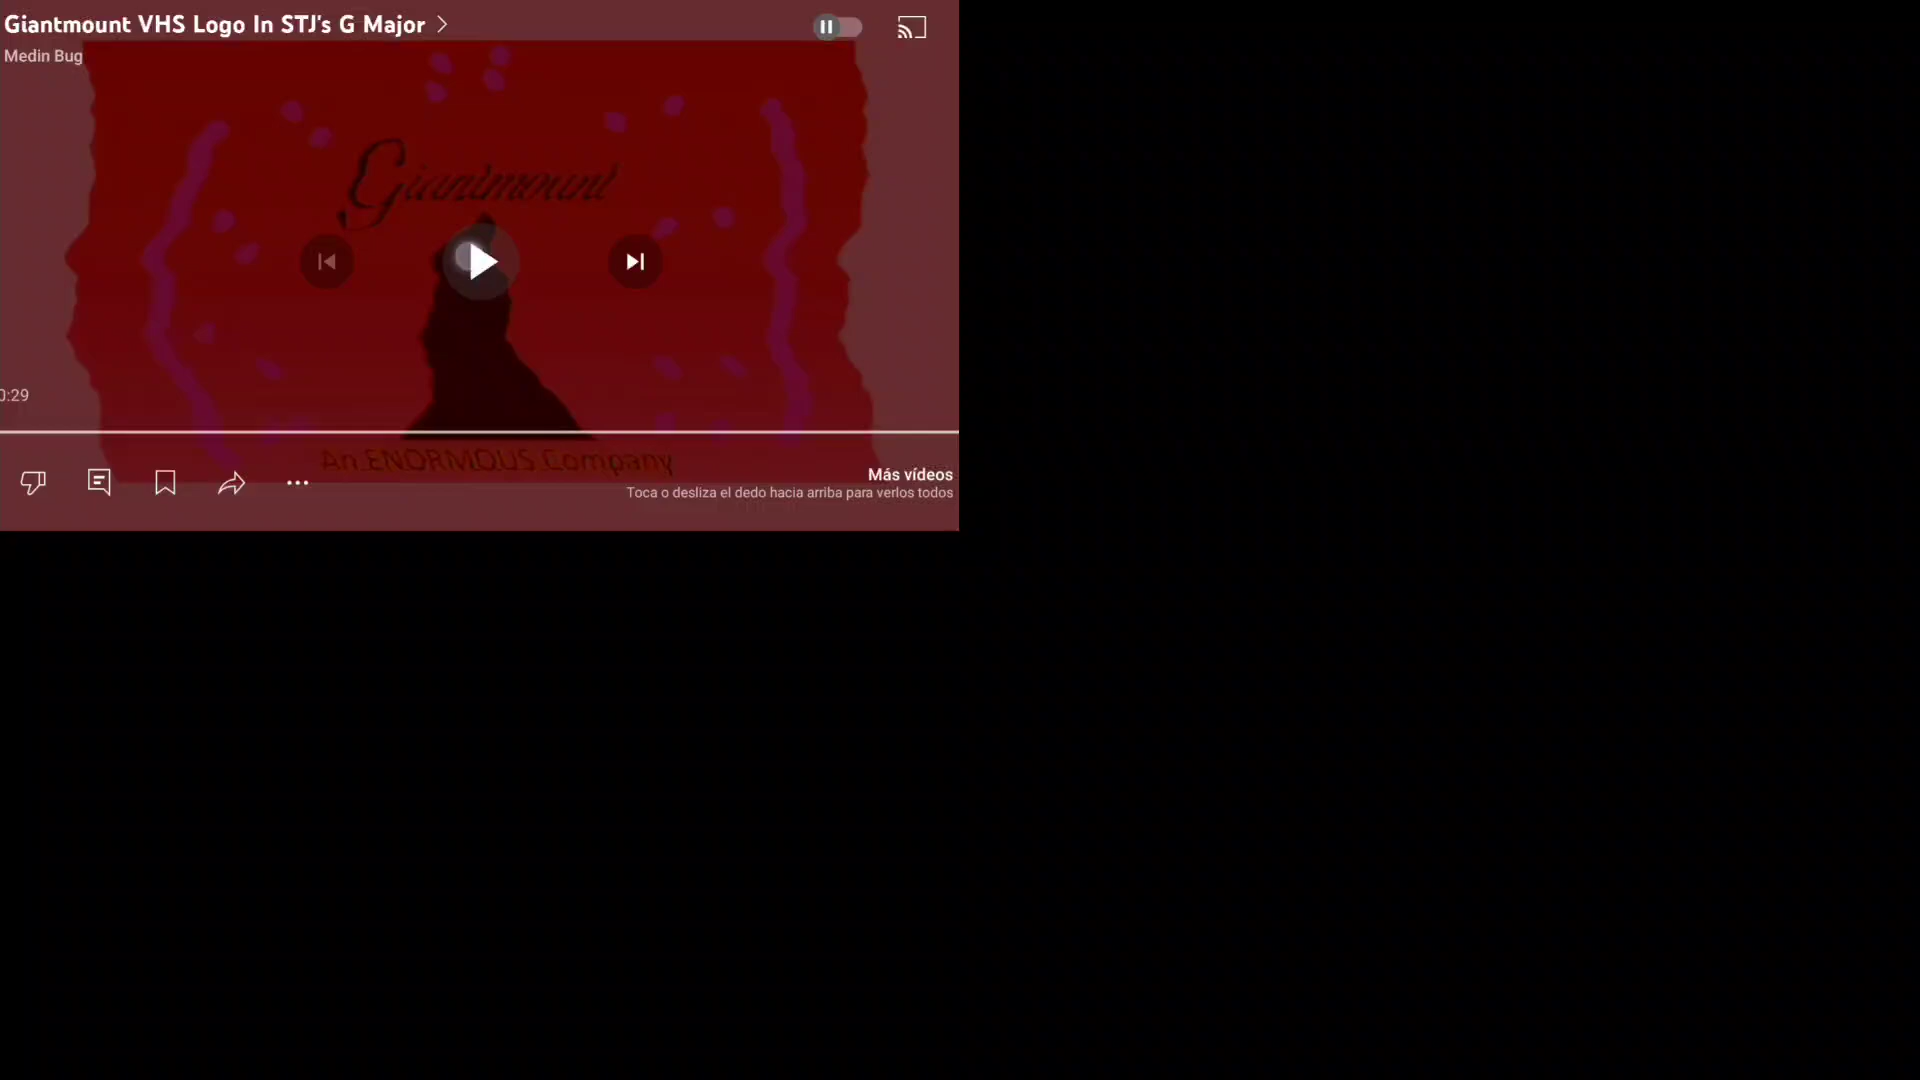 Giantmount VHS Logo In STJ's G Major
Medin Bug
Giantmount
0:29
An ENORMOUS Company
Más vídeos
Toca o desliza el dedo hacia arriba para verlos todos